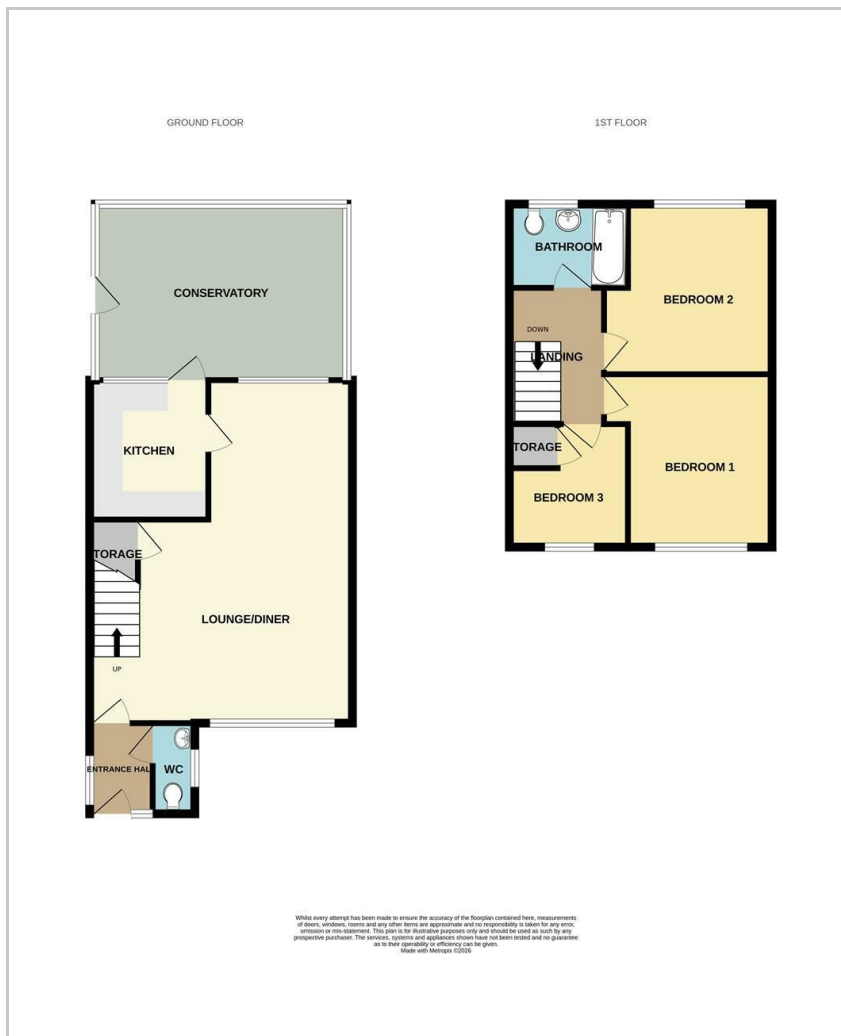 GROUND FLOOR
CONSERVATORY
KITCHEN
TORAGE
LOUNGE/DINER
UP
ENTRANCE HAL
WC
1ST FLOOR
BATHROOM
BEDROOM 2
DOWN
LANDING
TORAGE
BEDROOM 1
BEDROOM 3
Whilst every attempt has been made to ensure the accuracy of the floorplan contained here, measurements
of doors, windows, rooms and any other items are approximate and no responsibility is taken for any error,
omission or mis-statement. This plan is for illustrative purposes only and should be used as such by any
prospective purchaser. The services, systems and appliances shown have not been tested and no guarantee
as to their operability or efficiency can be given.
Made with Metropix ©2026